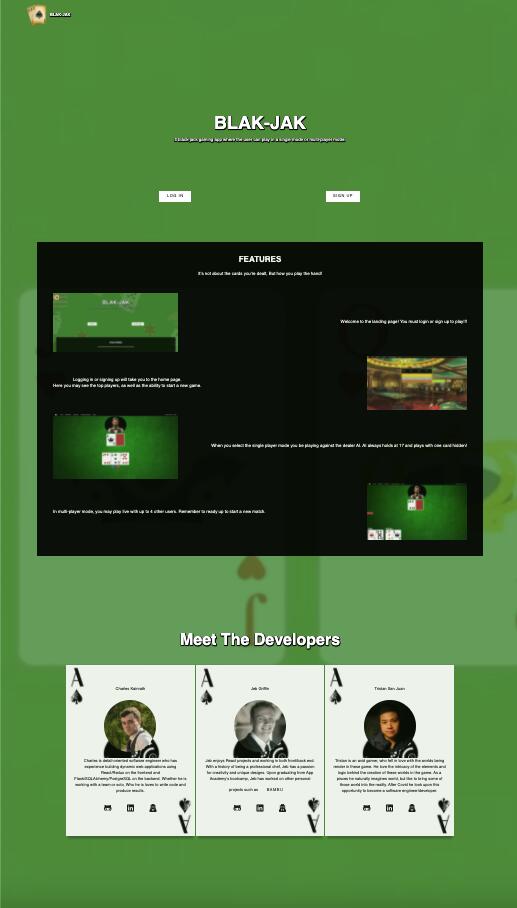 BLAK-JAK
BLAK-JAK
A black-jack gaming app where the user can play in a single mode or multi-player mode.
LOG IN
SIGN UP
FEATURES
It's not about the cards you're dealt, But how you play the hand!
BLAK-JAK
Welcome to the landing page! You must login or sign up to play!!!
Logging in or signing up will take you to the home page.
Here you may see the top players, as well as the ability to start a new game.
When you select the single player mode you be playing against the dealer AI. AI always holds at 17 and plays with one card hidden!
In multi-player mode, you may play live with up to 4 other users. Remember to ready up to start a new match.
J
Meet The Developers
A
A
A
Charles
Jeb Griffin
Tristan San Juan
Charles is detail-oriented software engineer who has
experience building dynamic web applications using
React/Redux on the frontend and
Flask/SQLAlchemy/PostgreSQL on the backend. Whether he is
working with a team or solo, Who he is loves to write code and
produce results.
Jeb enjoys React projects and working in both front/back end.
With a history of being a professional chef, Jeb has a passion
for creativity and unique designs. Upon graduating from App
Academy's bootcamp, Jeb has worked on other personal
projects such as BAMBU
Tristan is an avid gamer, who fell in love with the worlds being
render in these game. He love the intricacy of the elements and
logic behind the creation of these worlds in the game. As a
pisces he naturally imagines worlds, but like to bring some of
those world into the reality. After Covid he took upon this
opportunity to become a software engineer/developer.
A
A
A